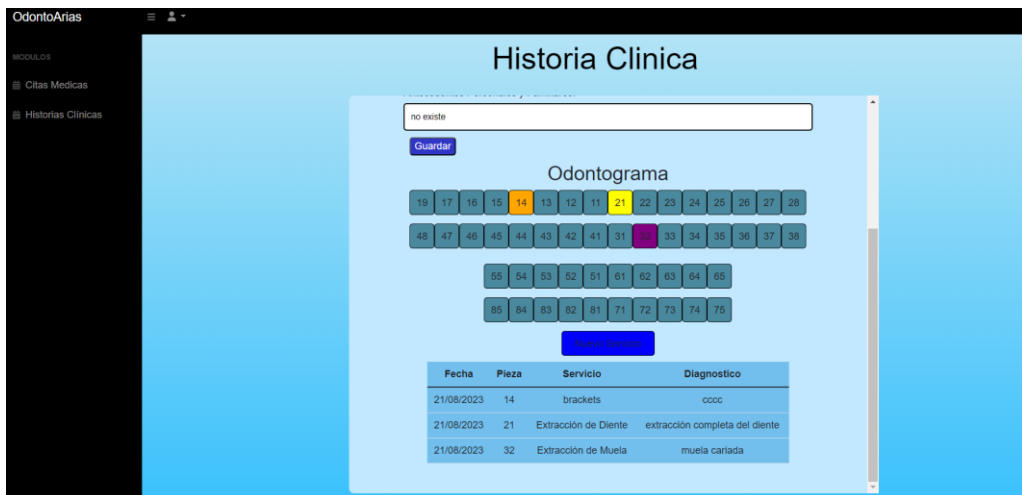 OdontoArias
MODULOS
Citas Medicas
Historias Clínicas
Historia Clinica
no existe
Guardar
Odontograma
19 17 16 15 14 13 12 11 21 22 23 24 25 26 27 28
48 47 46 45 44 43 42 41 31 32 33 34 35 36 37 38
55 54 53 52 51 61 62 63 64 65
85 84 83 82 81 71 72 73 74 75
Fecha Pieza Servicio Diagnostico
21/08/2023 14 brackets cccc
21/08/2023 21 Extracción de Diente extracción completa del diente
21/08/2023 32 Extracción de Muela muela cariada